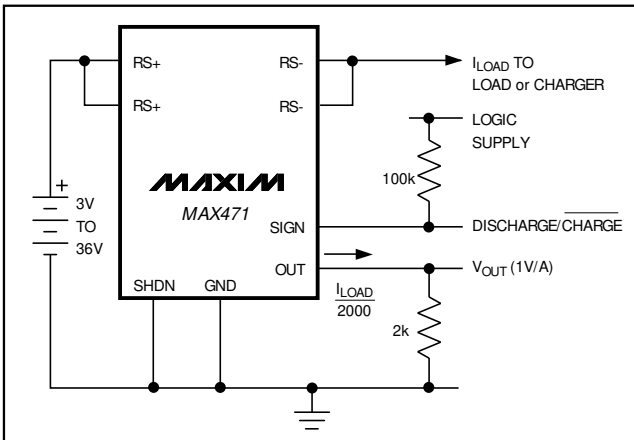 RS+
RS-
I_LOAD TO
LOAD or CHARGER
RS+
RS-
LOGIC
SUPPLY
100k
MAXIM
MAX471
+
3V
TO
36V
SIGN
DISCHARGE/CHARGE
OUT
V_OUT (1V/A)
SHDN
GND
I_LOAD
2000
2k